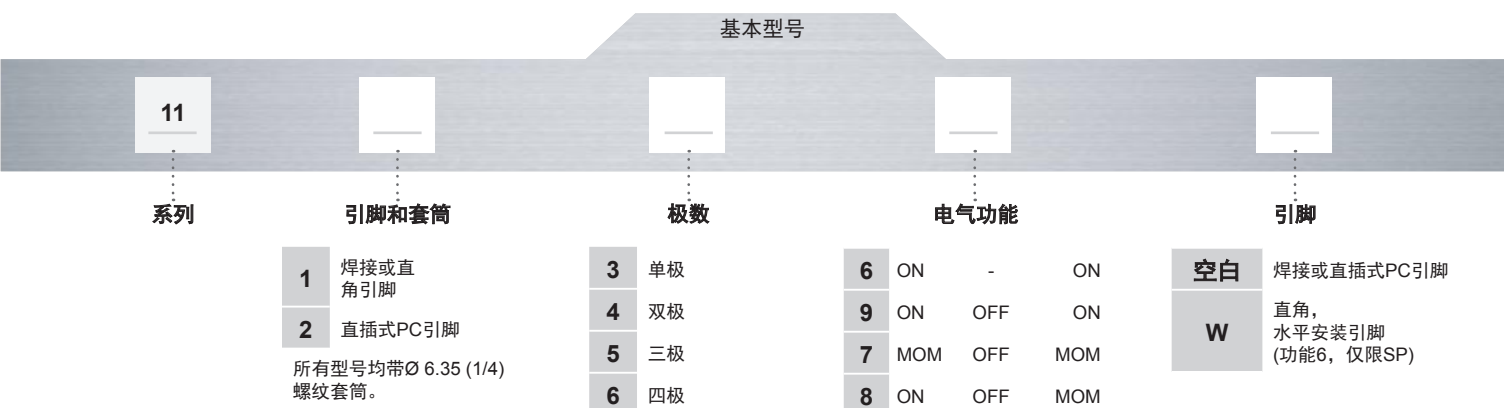 基本型号
11
系列
引脚和套筒
极数
电气功能
引脚
1 焊接或直
角引脚
2 直插式PC引脚
所有型号均带Ø 6.35 (1/4)
螺纹套筒。
3 单极
4 双极
5 三极
6 四极
6 ON - ON
9 ON OFF ON
7 MOM OFF MOM
8 ON OFF MOM
空白 焊接或直插式PC引脚
W 直角，
水平安装引脚
(功能6，仅限SP)